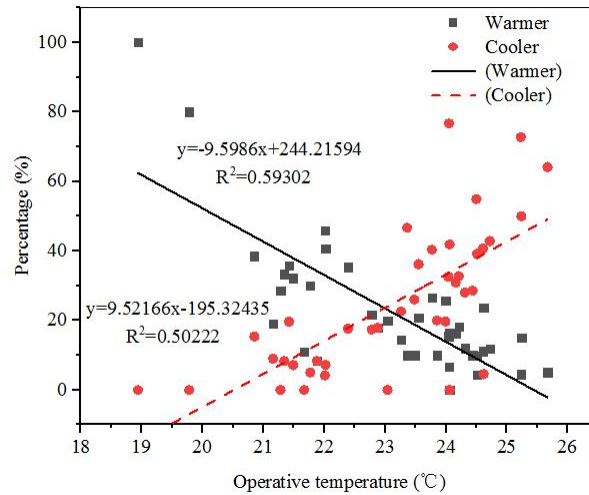 Warmer
Cooler
(Warmer)
(Cooler)
100
80
60
40
20
0
Percentage (%)
y=-9.5986x+244.21594
R²=0.59302
y=9.52166x-195.32435
R²=0.50222
18 19 20 21 22 23 24 25 26
Operative temperature (℃)